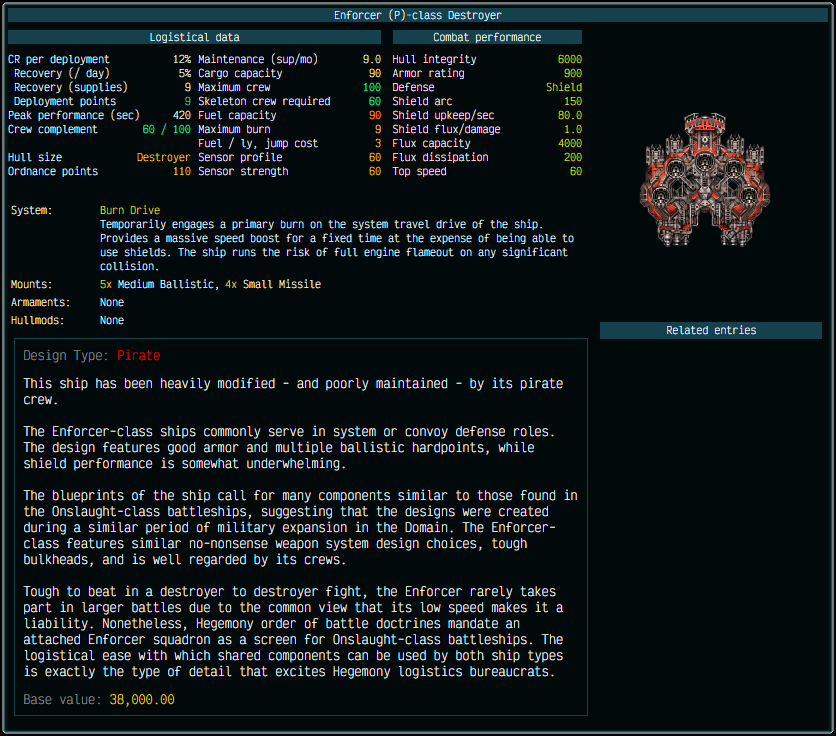 Enforcer (P)-class Destroyer
Logistical data
CR per deployment 12% Maintenance (sup/mo) 9.0
Recovery (/ day) 5% Cargo capacity 90
Recovery (supplies) 9 Maximum crew 100
Deployment points 9 Skeleton crew required 60
Peak performance (sec) 420 Fuel capacity 90
Crew complement 60 / 100 Maximum burn 9
Fuel / ly, jump cost 3
Hull size Destroyer Sensor profile 60
Ordnance points 110 Sensor strength 60
Combat performance
Hull integrity 6000
Armor rating 900
Defense Shield
Shield arc 150
Shield upkeep/sec 80.0
Shield flux/damage 1.0
Flux capacity 4000
Flux dissipation 200
Top speed 60
System: Burn Drive
Temporarily engages a primary burn on the system travel drive of the ship.
Provides a massive speed boost for a fixed time at the expense of being able to
use shields. The ship runs the risk of full engine flameout on any significant
collision.
Mounts: 5x Medium Ballistic, 4x Small Missile
Armaments: None
Hullmods: None
Related entries
Design Type: Pirate
This ship has been heavily modified - and poorly maintained - by its pirate
crew.
The Enforcer-class ships commonly serve in system or convoy defense roles.
The design features good armor and multiple ballistic hardpoints, while
shield performance is somewhat underwhelming.
The blueprints of the ship call for many components similar to those found in
the Onslaught-class battleships, suggesting that the designs were created
during a similar period of military expansion in the Domain. The Enforcer-
class features similar no-nonsense weapon system design choices, tough
bulkheads, and is well regarded by its crews.
Tough to beat in a destroyer to destroyer fight, the Enforcer rarely takes
part in larger battles due to the common view that its low speed makes it a
liability. Nonetheless, Hegemony order of battle doctrines mandate an
attached Enforcer squadron as a screen for Onslaught-class battleships. The
logistical ease with which shared components can be used by both ship types
is exactly the type of detail that excites Hegemony logistics bureaucrats.
Base value: 38,000.00